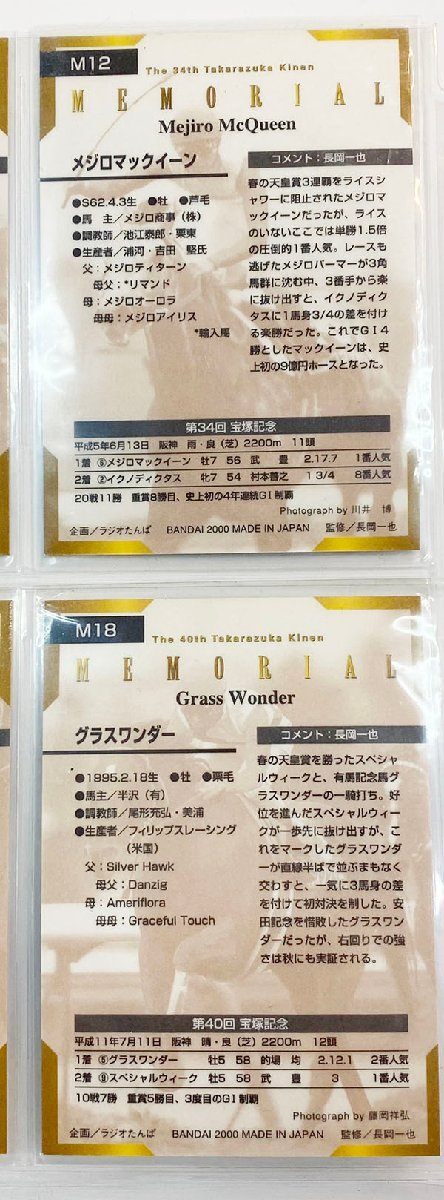 M12
The 34th Takarazuka Kinen
MEMORIAL
Mejiro McQueen
メジロマックイーン
●S62.4.3生 ●牡 ●芦毛
●馬 主／メジロ商事（株）
●調教師／池江泰郎・栗東
●生産者／浦河・吉田 堅氏
父：メジロティターン
母父：*リマンド
母：メジロオーロラ
母母：メジロアイリス
*輸入馬
コメント：長岡一也
春の天皇賞3連覇をライスシ
ャワーに阻止されたメジロマ
ックイーンだったが、ライス
のいないここでは単勝1.5倍
の圧倒的1番人気。レースも
逃げたメジロパーマーが3角
馬群に沈む中、3番手から楽
に抜け出すと、イクノディク
タスに1馬身3/4の差を付け
る楽勝だった。これでGI4
勝としたマックイーンは、史
上初の9億円ホースとなった。
第34回 宝塚記念
平成5年6月13日 阪神 雨・良（芝）2200m 11頭
1着 ⑨メジロマックイーン 牡7 56 武 豊 2.17.7 1番人気
2着 ②イクノディクタス 牝7 54 村本善之 1 3/4 8番人気
20戦11勝 重賞8勝目、史上初の4年連続GI制覇
Photograph by 川井 博
企画／ラジオたんぱ BANDAI 2000 MADE IN JAPAN 監修／長岡一也
M18
The 40th Takarazuka Kinen
MEMORIAL
Grass Wonder
グラスワンダー
●1995.2.18生 ●牡 ●栗毛
●馬主／半沢（有）
●調教師／尾形充弘・美浦
●生産者／フィリップスレーシング
（米国）
父：Silver Hawk
母父：Danzig
母：Ameriflora
母母：Graceful Touch
コメント：長岡一也
春の天皇賞を勝ったスペシャ
ルウィークと、有馬記念馬グ
ラスワンダーの一騎打ち。好
位を進んだスペシャルウィー
クが一歩先に抜け出すが、こ
れをマークしたグラスワンダ
ーが直線半ばで並ぶまもなく
交わすと、一気に3馬身の差
を付けて初対決を制した。安
田記念を惜敗したグラスワン
ダーだったが、右回りでの強
さは秋にも実証される。
第40回 宝塚記念
平成11年7月11日 阪神 晴・良（芝）2200m 12頭
1着 ⑤グラスワンダー 牡5 58 的場 均 2.12.1 2番人気
2着 ⑨スペシャルウィーク 牡5 58 武 豊 3 1番人気
10戦7勝 重賞5勝目、3度目のGI制覇
Photograph by 藤岡祥弘
企画／ラジオたんぱ BANDAI 2000 MADE IN JAPAN 監修／長岡一也